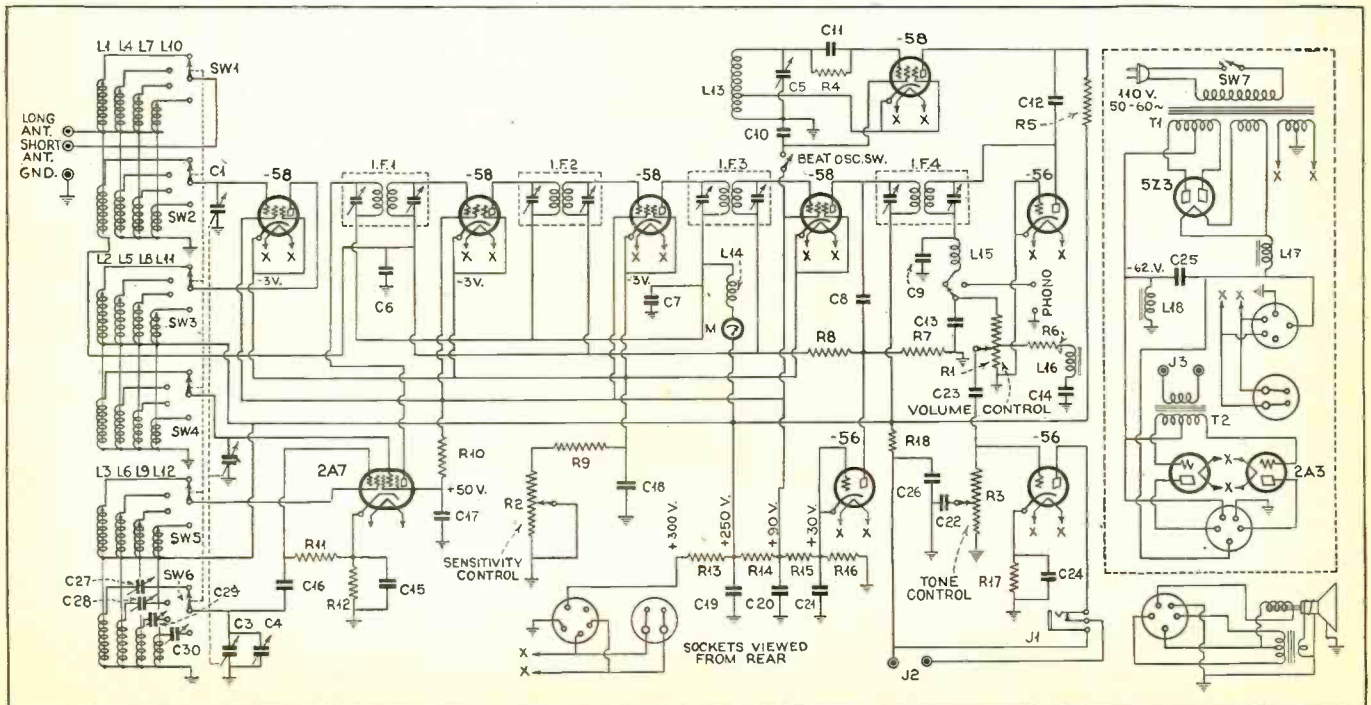 L1 L4 L7 L10
SW1
LONG
ANT.
SHORT
ANT.
GND.
C1
SW2
L2 L5 L8 L11
SW3
SW4
L3 L6 L9 L12
SW5
C27
C28
SW6
C29
C30
C3 C4
-58
-3V.
I.F.1
C6
-58
-3V.
I.F.2
-58
-3V.
C7
L14
M
I.F.3
-58
I.F.4
L13
C5
C11
R4
C10
-58
BEAT OSC. SW.
C12
R5
-56
C8
C9
L15
PHONO
C13
R8
R7
R1
R6
L16
C14
C23
VOLUME CONTROL
2A7
R10
+50 V.
C17
R11
C16
R12
C15
R9
R2
SENSITIVITY
CONTROL
C18
+300 V.
+250 V.
+90 V.
+30 V.
R13
R14
R15
R16
C19
C20
C21
-56
R18
C26
C22
R3
TONE
CONTROL
-56
R17
C24
J1
J2
SOCKETS VIEWED
FROM REAR
X
X
110 V.
50-60~
SW7
T1
X X
5Z3
L17
-62.V.
C25
L18
X X
J3
T2
X
2A3
X